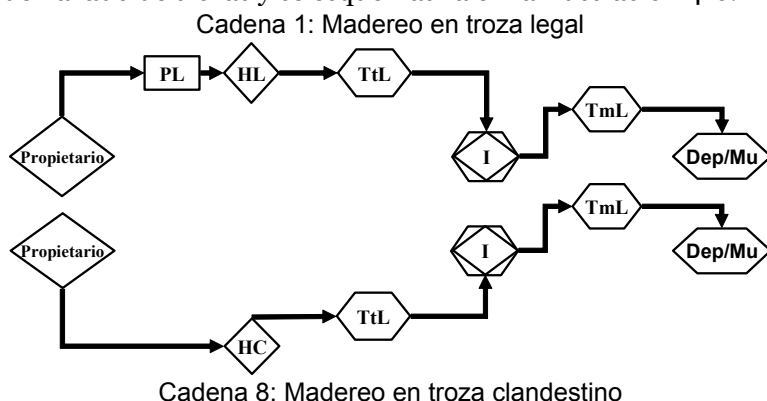 Cadena 1: Madereo en troza legal
PL
HL
TtL
TmL
Propietario
I
Dep/Mu
TmL
Propietario
I
Dep/Mu
TtL
HC
Cadena 8: Madereo en troza clandestino